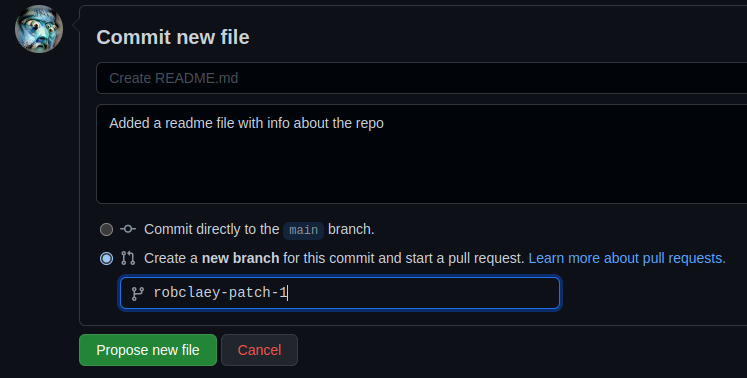 Commit new file
Create README.md
Added a readme file with info about the repo
Commit directly to the main branch.
Create a new branch for this commit and start a pull request. Learn more about pull requests.
robclaey-patch-1
Propose new file
Cancel